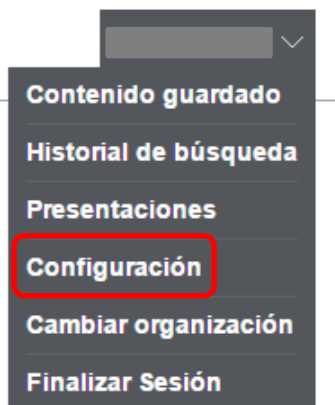 Contenido guardado
Historial de búsqueda
Presentaciones
Configuración
Cambiar organización
Finalizar Sesión